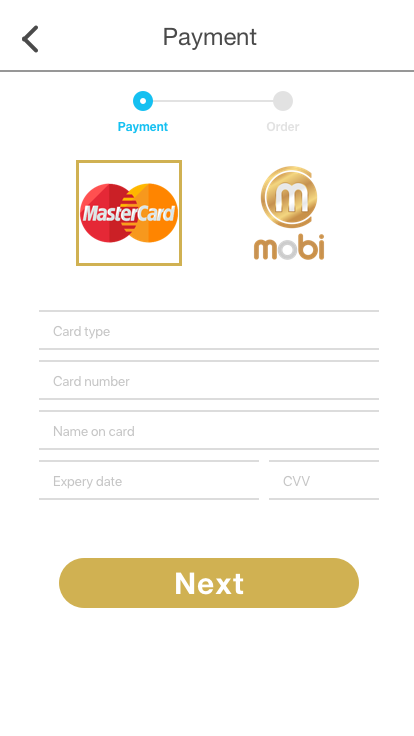 Payment
Payment Order
MasterCard
m
mobi
Card type
Card number
Name on card
Expery date CVV
Next